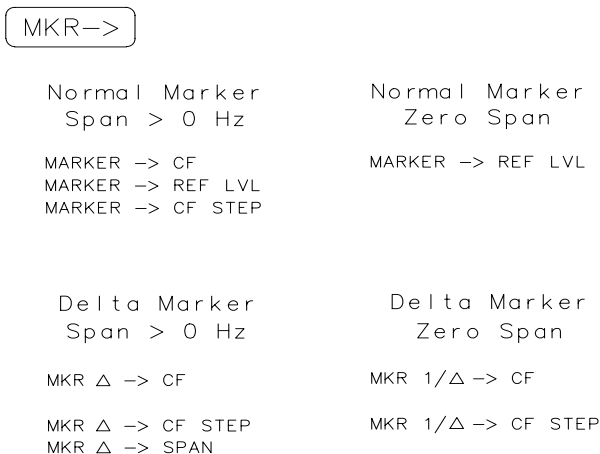 MKR->
Normal Marker
Span > 0 Hz
MARKER -> CF
MARKER -> REF LVL
MARKER -> CF STEP
Normal Marker
Zero Span
MARKER -> REF LVL
Delta Marker
Span > 0 Hz
MKR △ -> CF
MKR △ -> CF STEP
MKR △ -> SPAN
Delta Marker
Zero Span
MKR 1/△ -> CF
MKR 1/△ -> CF STEP